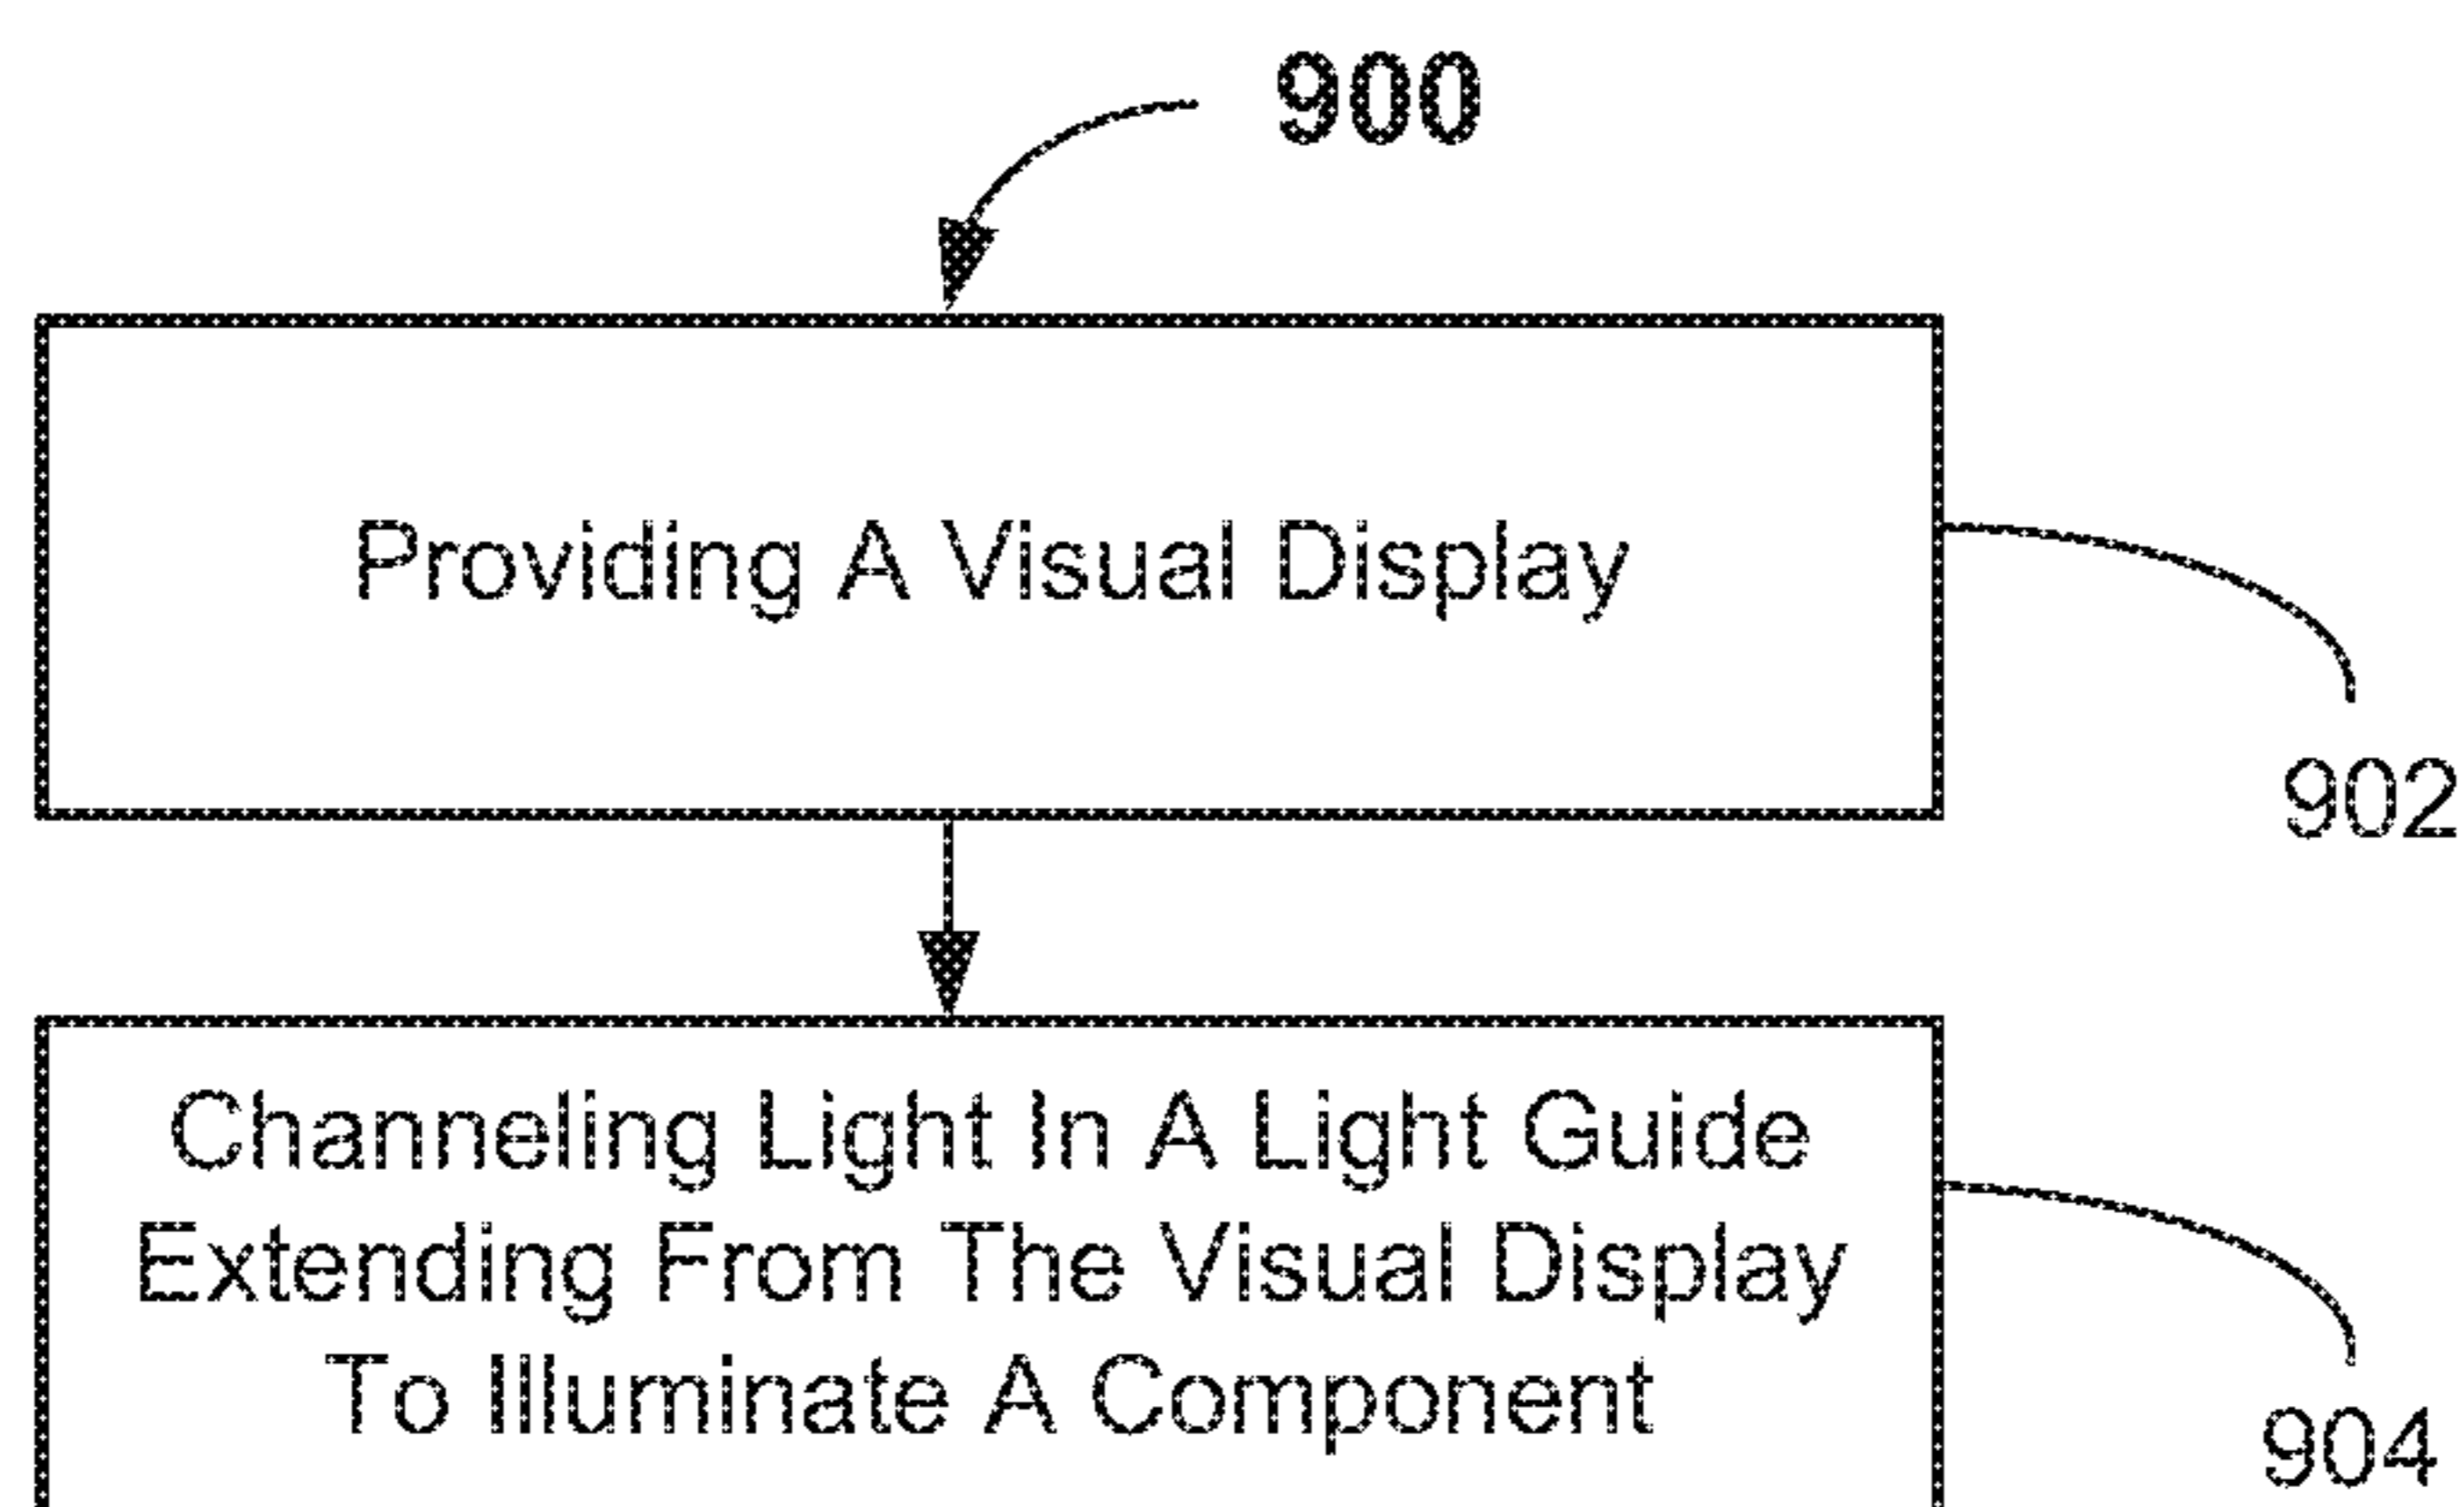 900
Providing A Visual Display
902
Channeling Light In A Light Guide
Extending From The Visual Display
To Illuminate A Component
904